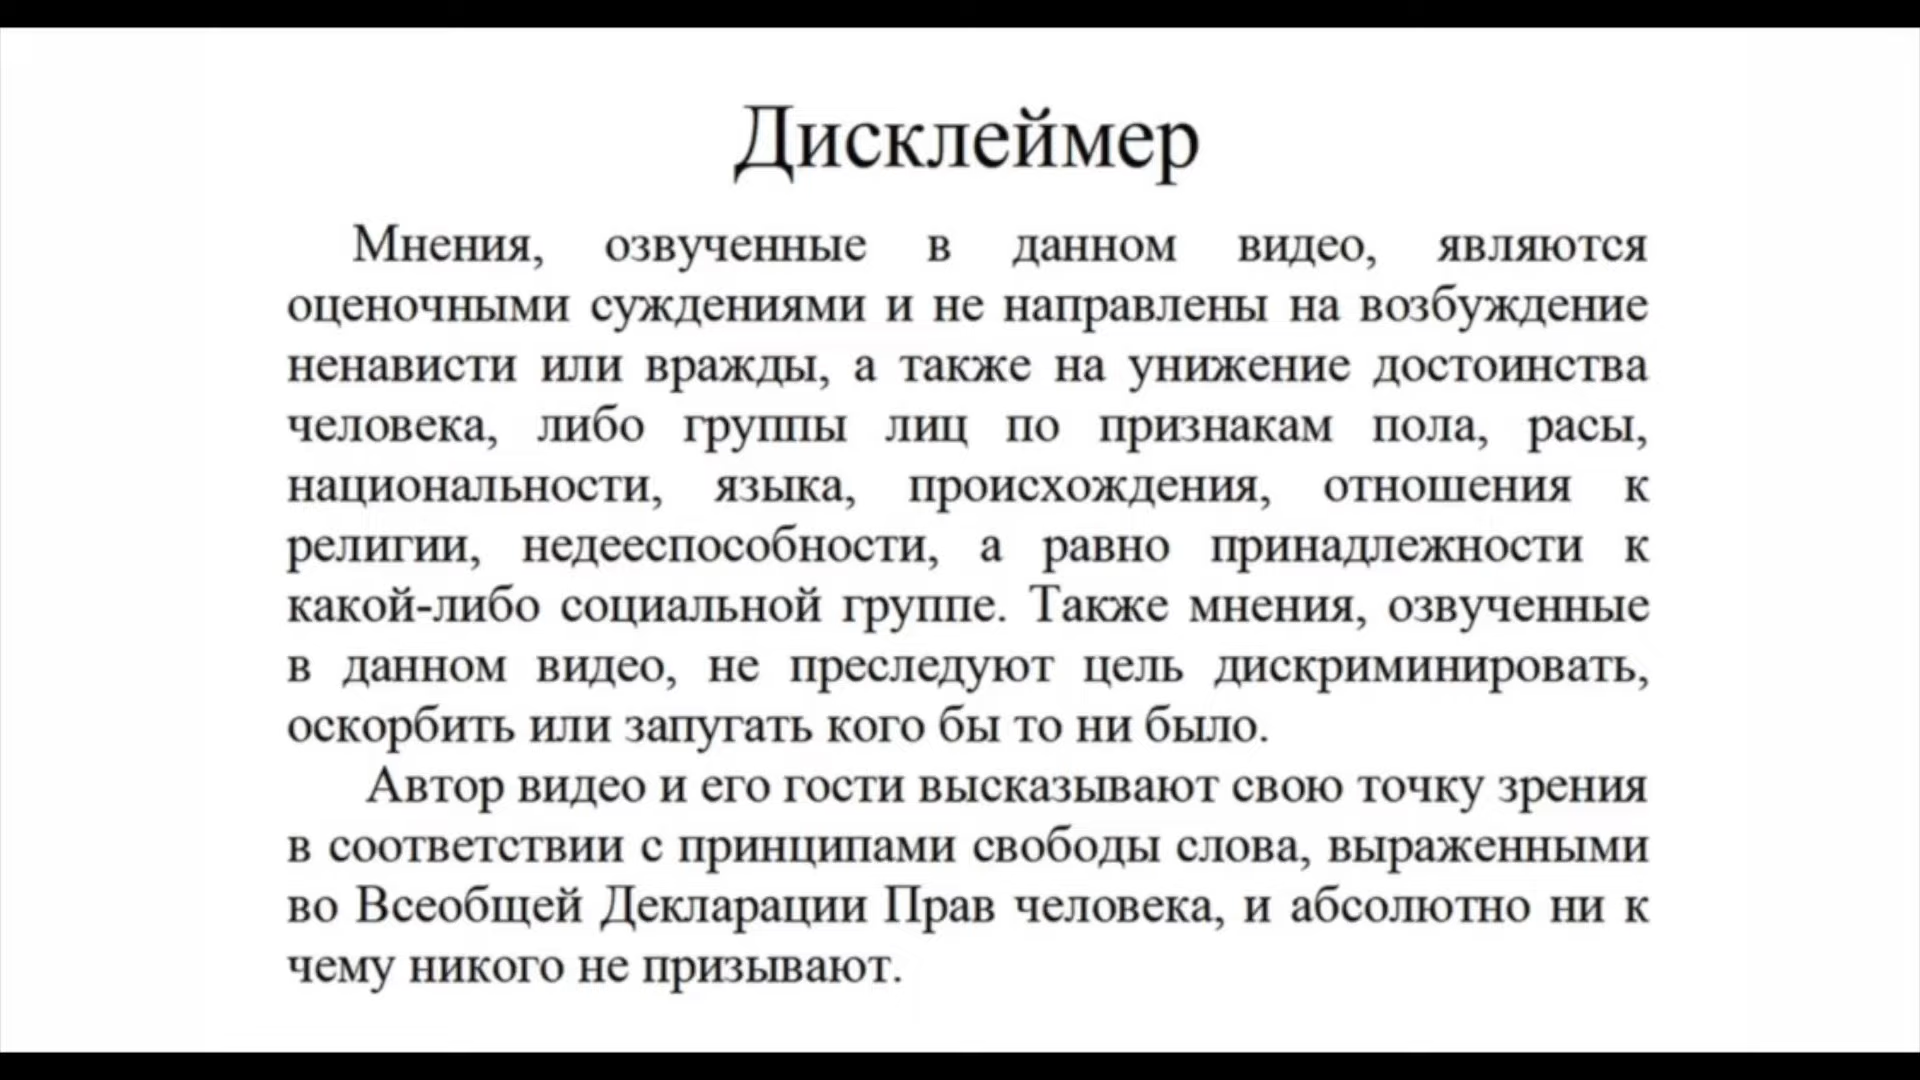 Дисклеймер
Мнения, озвученные в данном видео, являются
оценочными суждениями и не направлены на возбуждение
ненависти или вражды, а также на унижение достоинства
человека, либо группы лиц по признакам пола, расы,
национальности, языка, происхождения, отношения к
религии, недееспособности, а равно принадлежности к
какой-либо социальной группе. Также мнения, озвученные
в данном видео, не преследуют цель дискриминировать,
оскорбить или запугать кого бы то ни было.
Автор видео и его гости высказывают свою точку зрения
в соответствии с принципами свободы слова, выраженными
во Всеобщей Декларации Прав человека, и абсолютно ни к
чему никого не призывают.